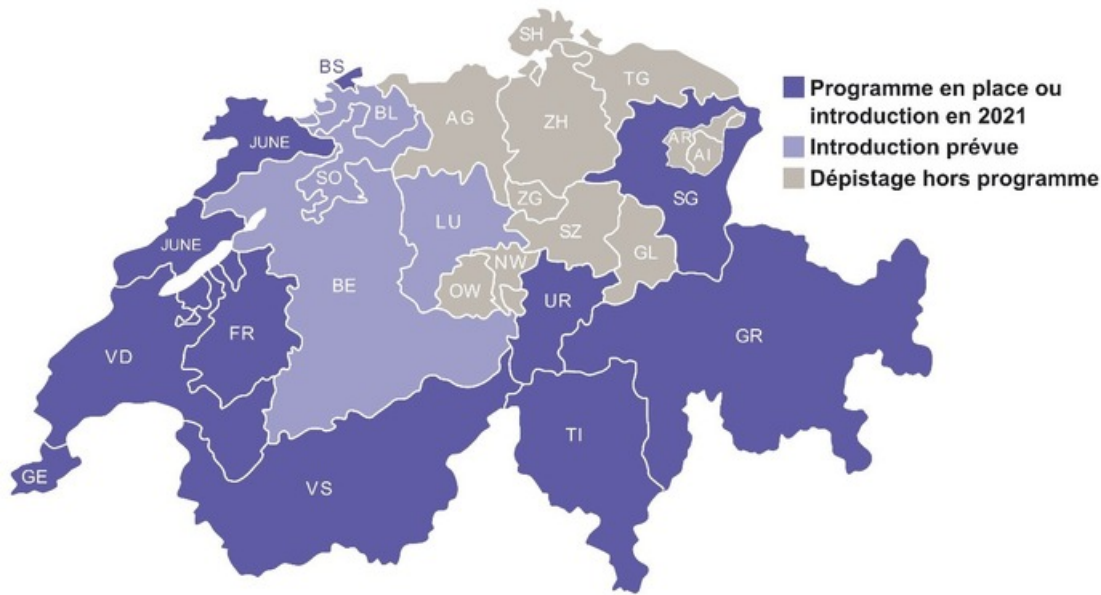 SH
BS
TG
Programme en place ou
introduction en 2021
BL
AG
ZH
JUNE
AR
Introduction prévue
AI
SO
Dépistage hors programme
ZG
SG
LU
SZ
JUNE
NW
GL
BE
OW
UR
FR
GR
VD
TI
GE
VS